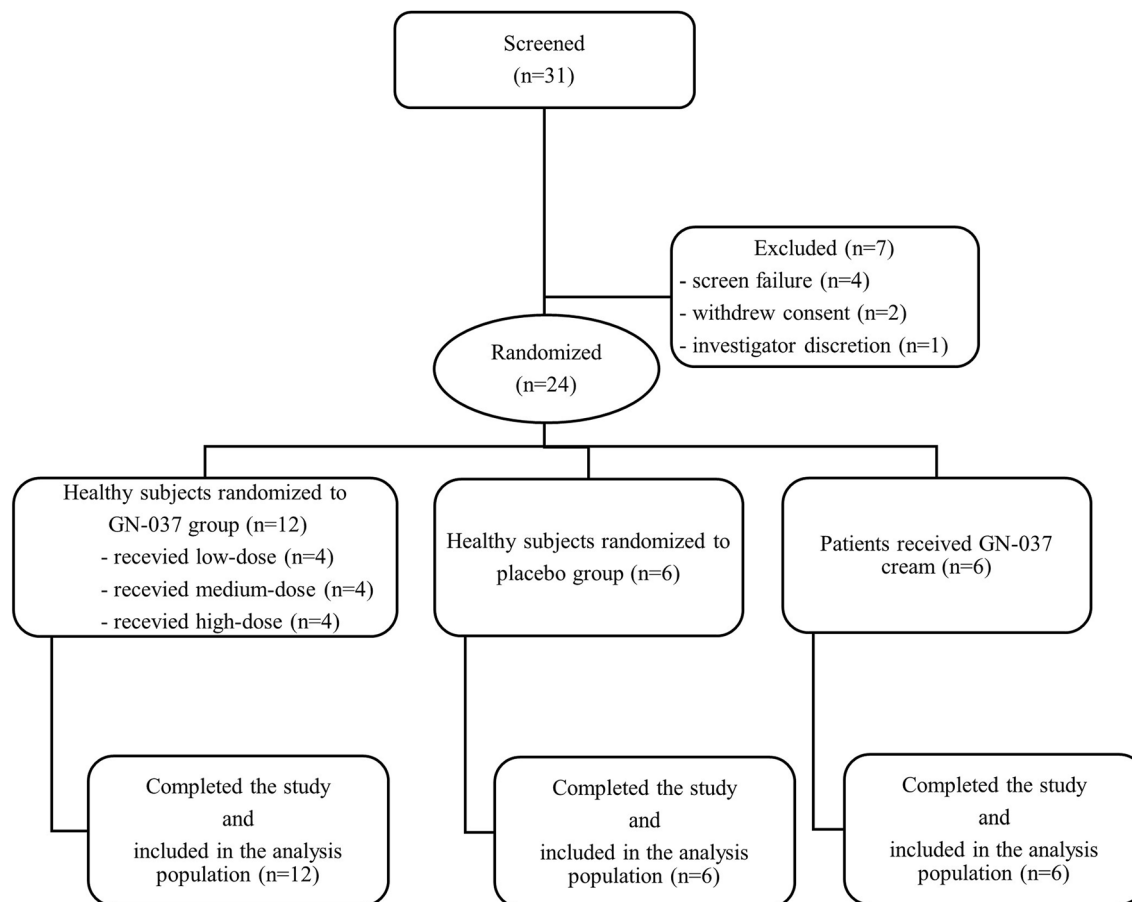 Screened
(n=31)
Excluded (n=7)
- screen failure (n=4)
- withdrew consent (n=2)
- investigator discretion (n=1)
Randomized
(n=24)
Healthy subjects randomized to
GN-037 group (n=12)
- recevied low-dose (n=4)
- recevied medium-dose (n=4)
- recevied high-dose (n=4)
Healthy subjects randomized to
placebo group (n=6)
Patients received GN-037
cream (n=6)
Completed the study
and
included in the analysis
population (n=12)
Completed the study
and
included in the analysis
population (n=6)
Completed the study
and
included in the analysis
population (n=6)